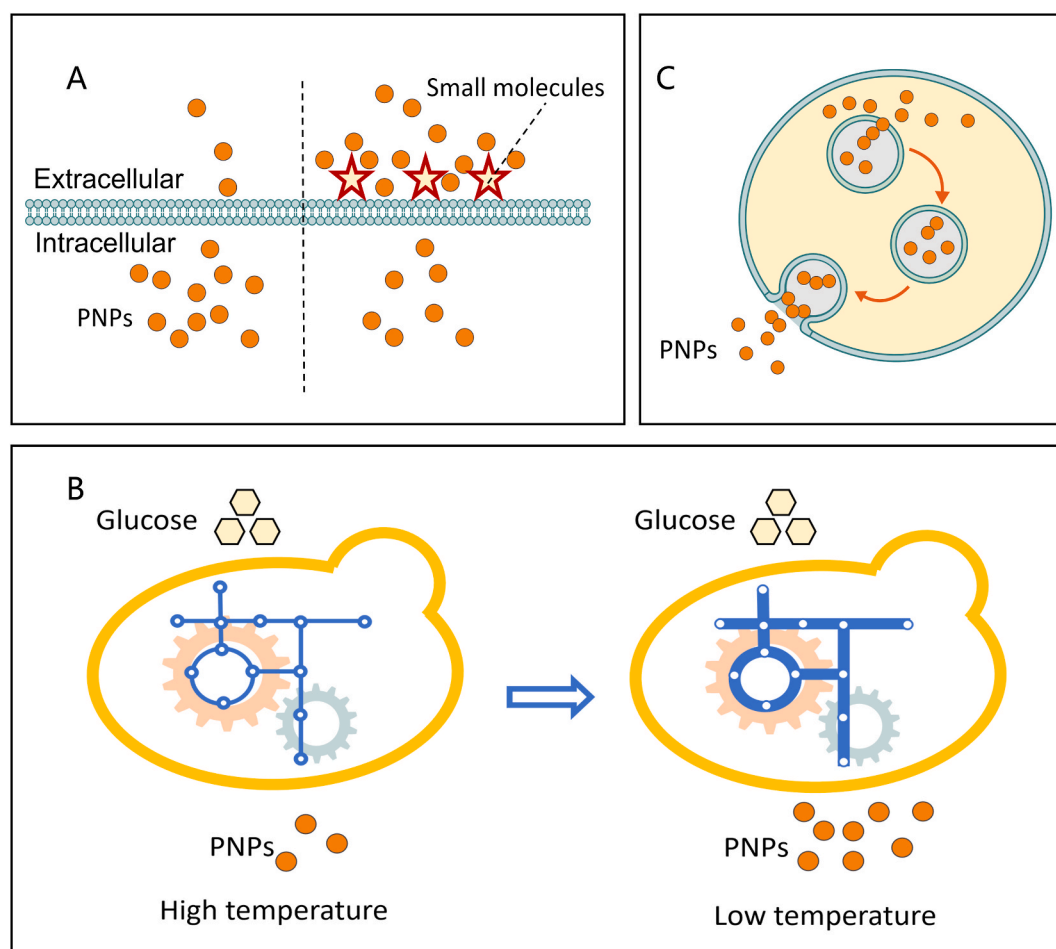 A
Small molecules
Extracellular
Intracellular
PNPs
C
PNPs
B
Glucose
Glucose
PNPs
PNPs
High temperature
Low temperature